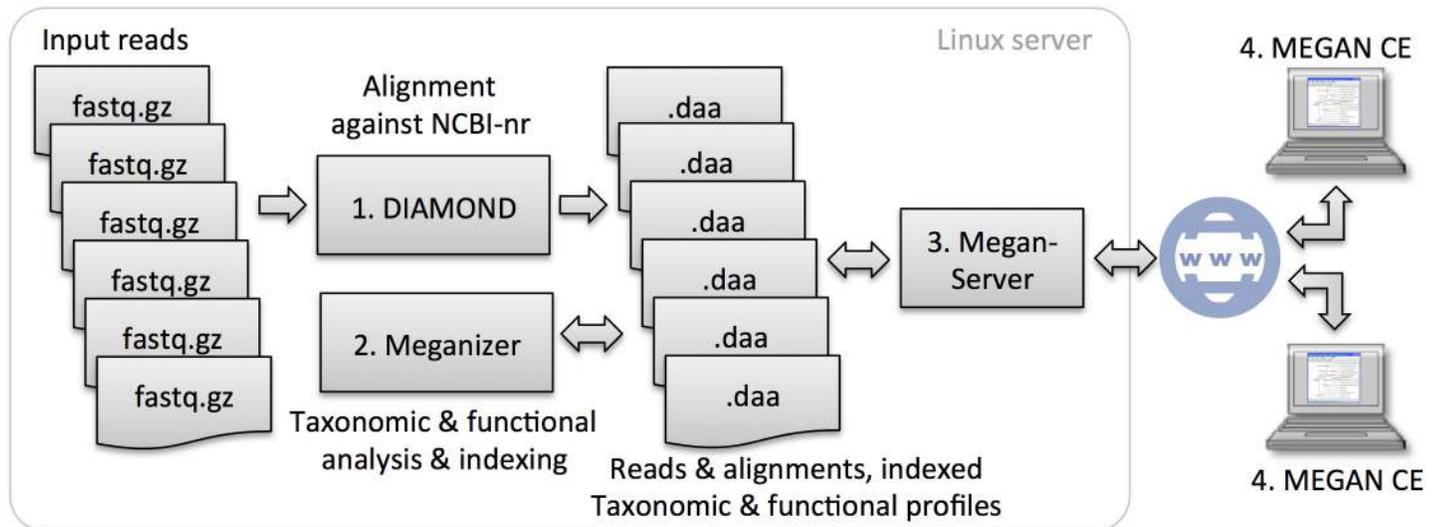 Input reads
Linux server
4. MEGAN CE
fastq.gz
fastq.gz
fastq.gz
fastq.gz
fastq.gz
fastq.gz
Alignment
against NCBI-nr
1. DIAMOND
2. Meganizer
Taxonomic & functional
analysis & indexing
.daa
.daa
.daa
.daa
.daa
.daa
Reads & alignments, indexed
Taxonomic & functional profiles
3. Megan-
Server
www
4. MEGAN CE